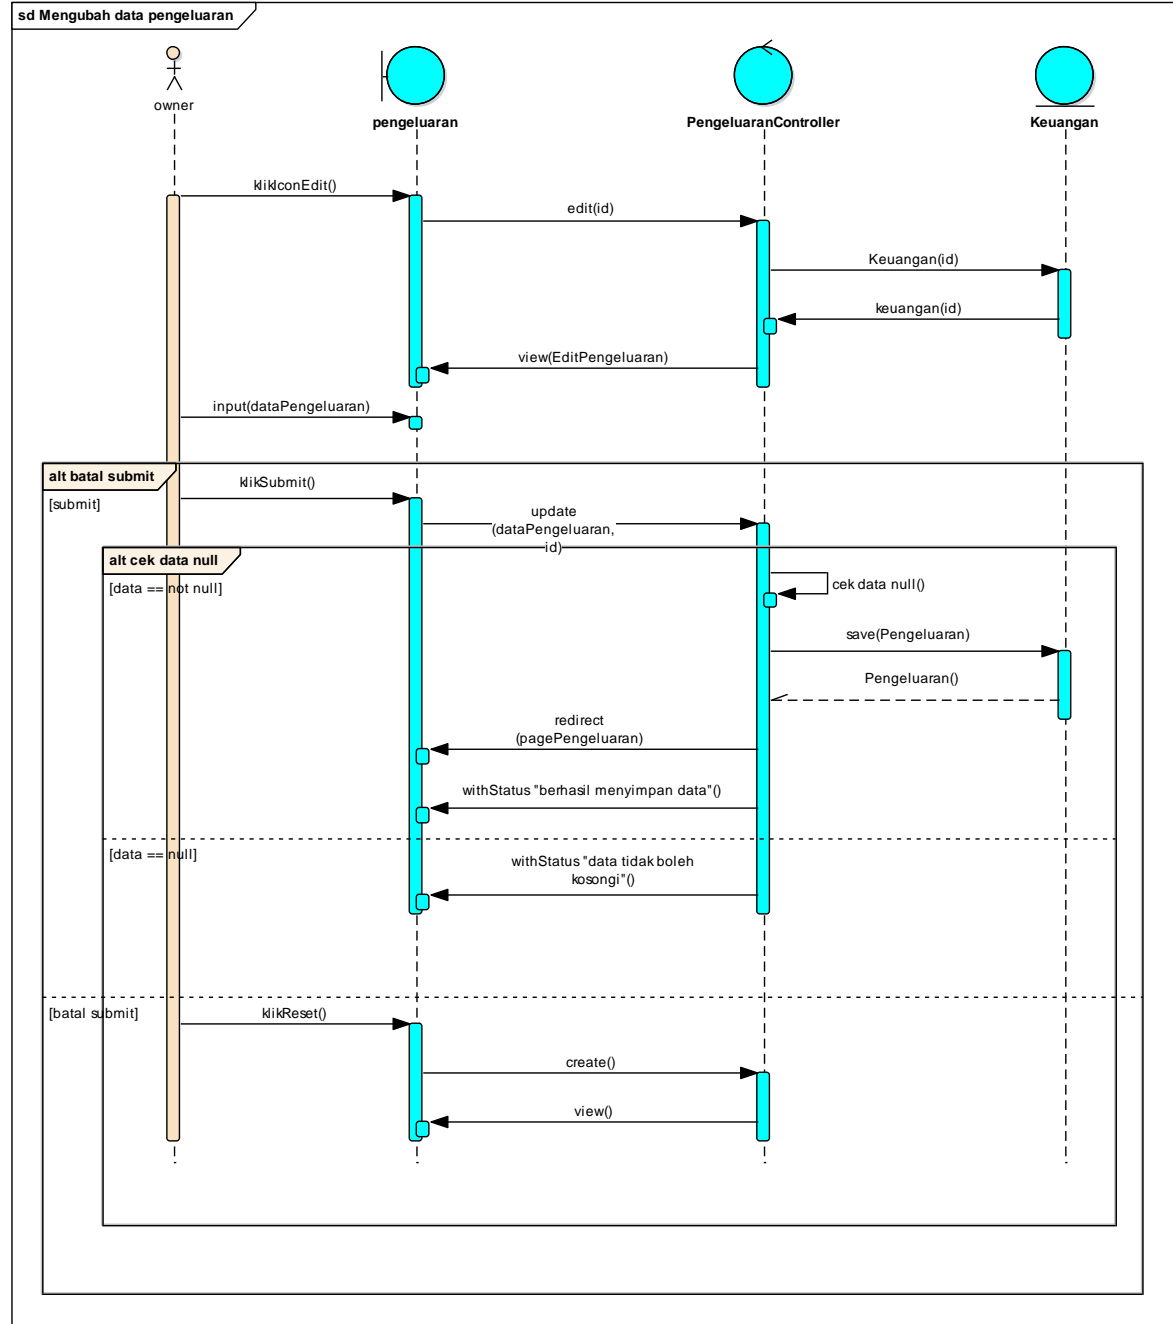 sd Mengubah data pengeluaran
owner
pengeluaran
PengeluaranController
Keuangan
klikIconEdit()
edit(id)
Keuangan(id)
keuangan(id)
view(EditPengeluaran)
input(dataPengeluaran)
alt batal submit
[submit]
klikSubmit()
update
(dataPengeluaran,
id)
alt cek data null
[data == not null]
cek data null()
save(Pengeluaran)
Pengeluaran()
redirect
(pagePengeluaran)
withStatus "berhasil menyimpan data"()
[data == null]
withStatus "data tidak boleh
kosongi"()
[batal submit]
klikReset()
create()
view()